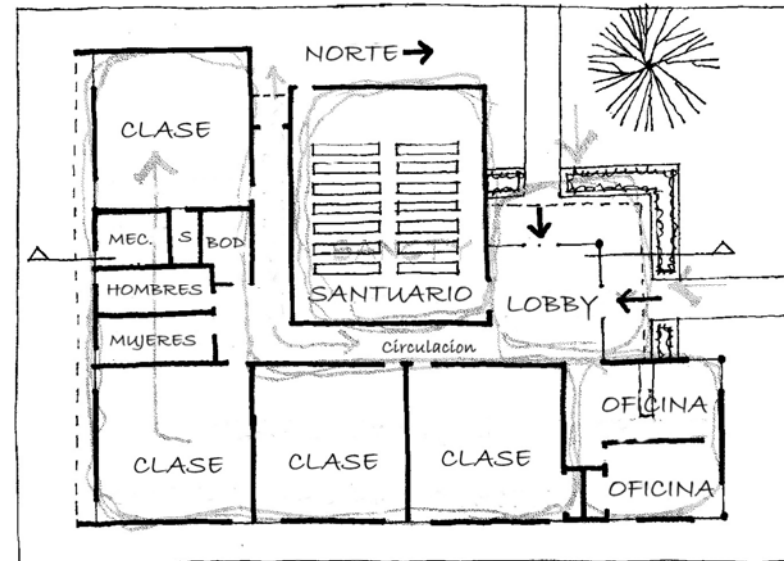 NORTE
CLASE
MEC.
S
BOD
HOMBRES
MUJERES
SANTUARIO
LOBBY
Circulacion
CLASE
CLASE
CLASE
OFICINA
OFICINA